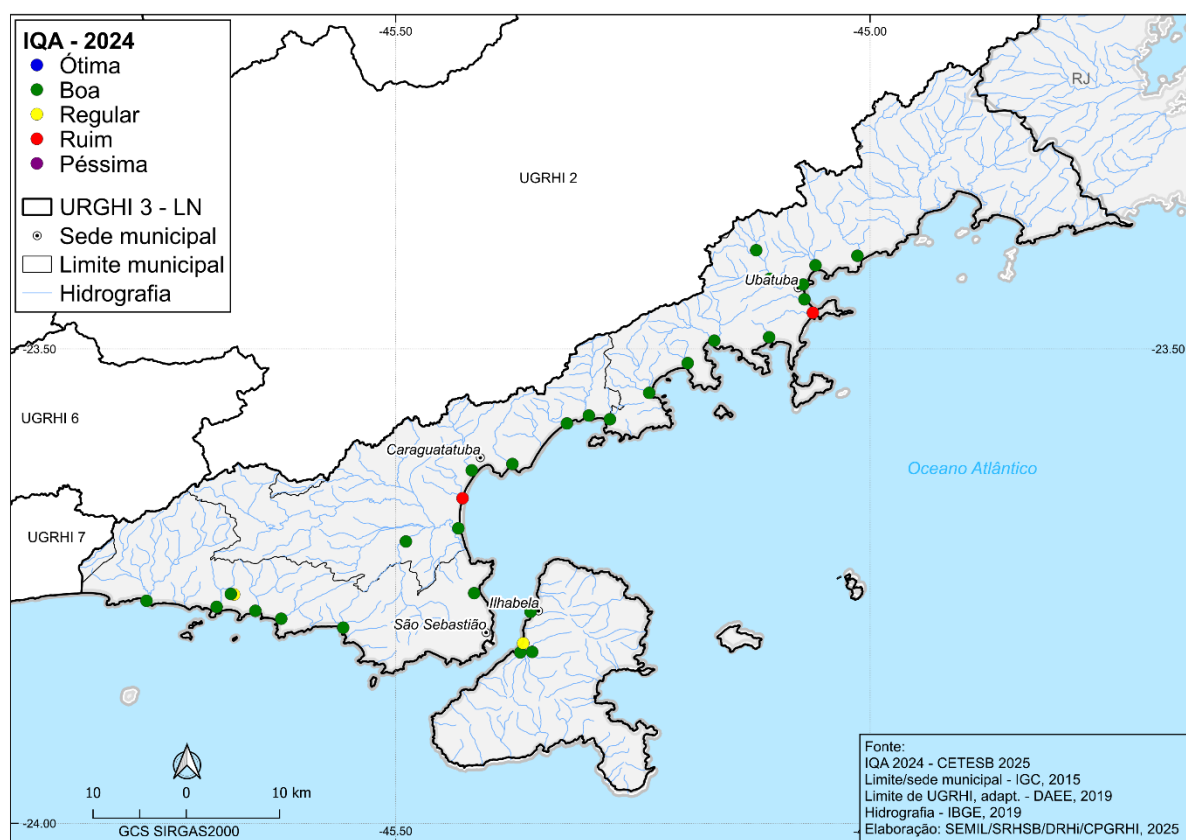 IQA - 2024
Ótima
Boa
Regular
Ruim
Péssima
URGHI 3 - LN
Sede municipal
Limite municipal
Hidrografia
-45.50
-45.00
RJ
UGRHI 2
Ubatuba
-23.50
-23.50
UGRHI 6
Caraguatatuba
Oceano Atlântico
UGRHI 7
Ilhabela
São Sebastião
10
0
10 km
GCS SIRGAS2000
-24.00
-45.50
Fonte:
IQA 2024 - CETESB 2025
Limite/sede municipal - IGC, 2015
Limite de UGRHI, adapt. - DAEE, 2019
Hidrografia - IBGE, 2019
Elaboração: SEMIL/SRHSB/DRHi/CPGRHI, 2025